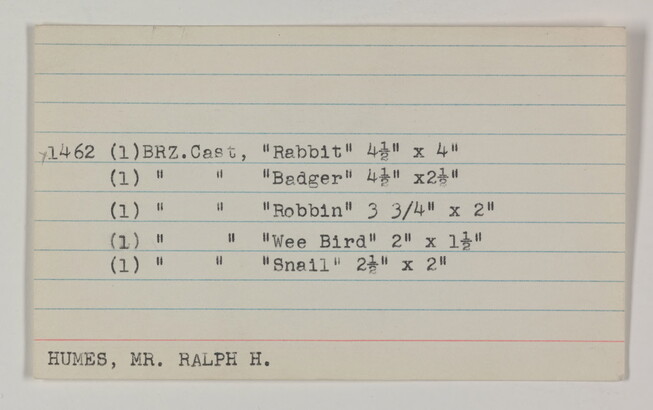 y1462 (1)BRZ.Cast, "Rabbit" 4½" x 4"
(1) " " "Badger" 4½" x2½"
(1) " " "Robbin" 3 3/4" x 2"
(1) " " "Wee Bird" 2" x 1½"
(1) " " "Snail" 2½" x 2"
HUMES, MR. RALPH H.